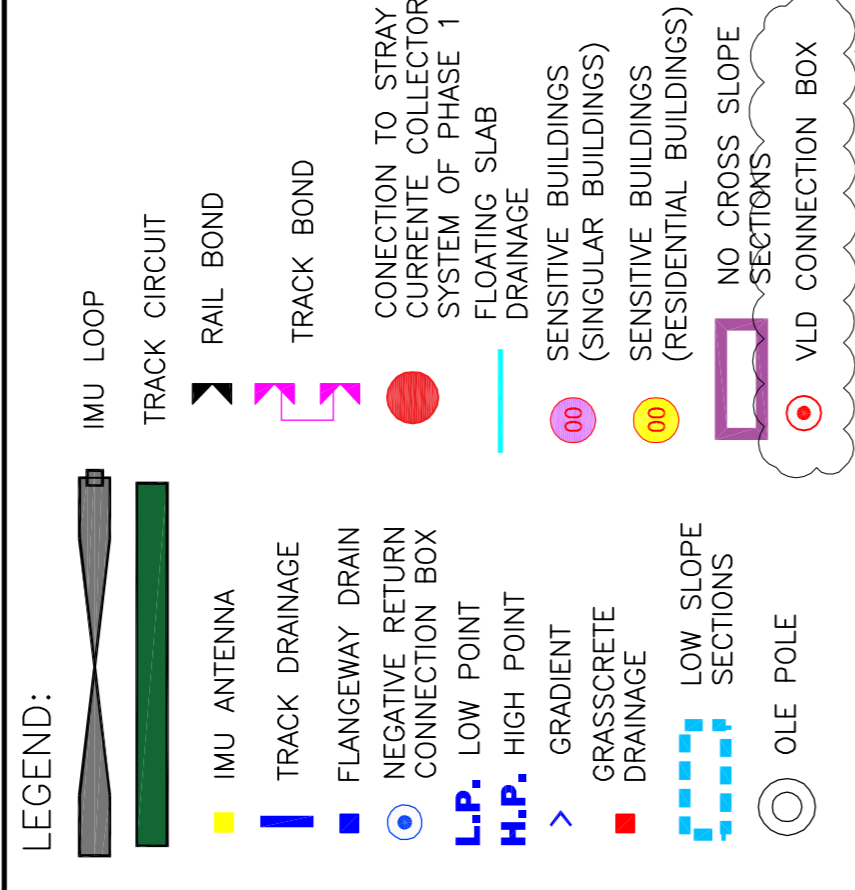 LEGEND:
IMU LOOP
TRACK CIRCUIT
IMU ANTENNA
TRACK DRAINAGE
FLANGEWAY DRAIN
NEGATIVE RETURN
CONNECTION BOX
L.P. LOW POINT
H.P. HIGH POINT
GRADIENT
GRASSCRETE
DRAINAGE
LOW SLOPE
SECTIONS
OLE POLE
RAIL BOND
TRACK BOND
CONECTION TO STRAY
CURRENTE COLLECTOR
SYSTEM OF PHASE 1
FLOATING SLAB
DRAINAGE
00 SENSITIVE BUILDINGS
(SINGULAR BUILDINGS)
00 SENSITIVE BUILDINGS
(RESIDENTIAL BUILDINGS)
NO CROSS SLOPE
SECTIONS
VLD CONNECTION BOX